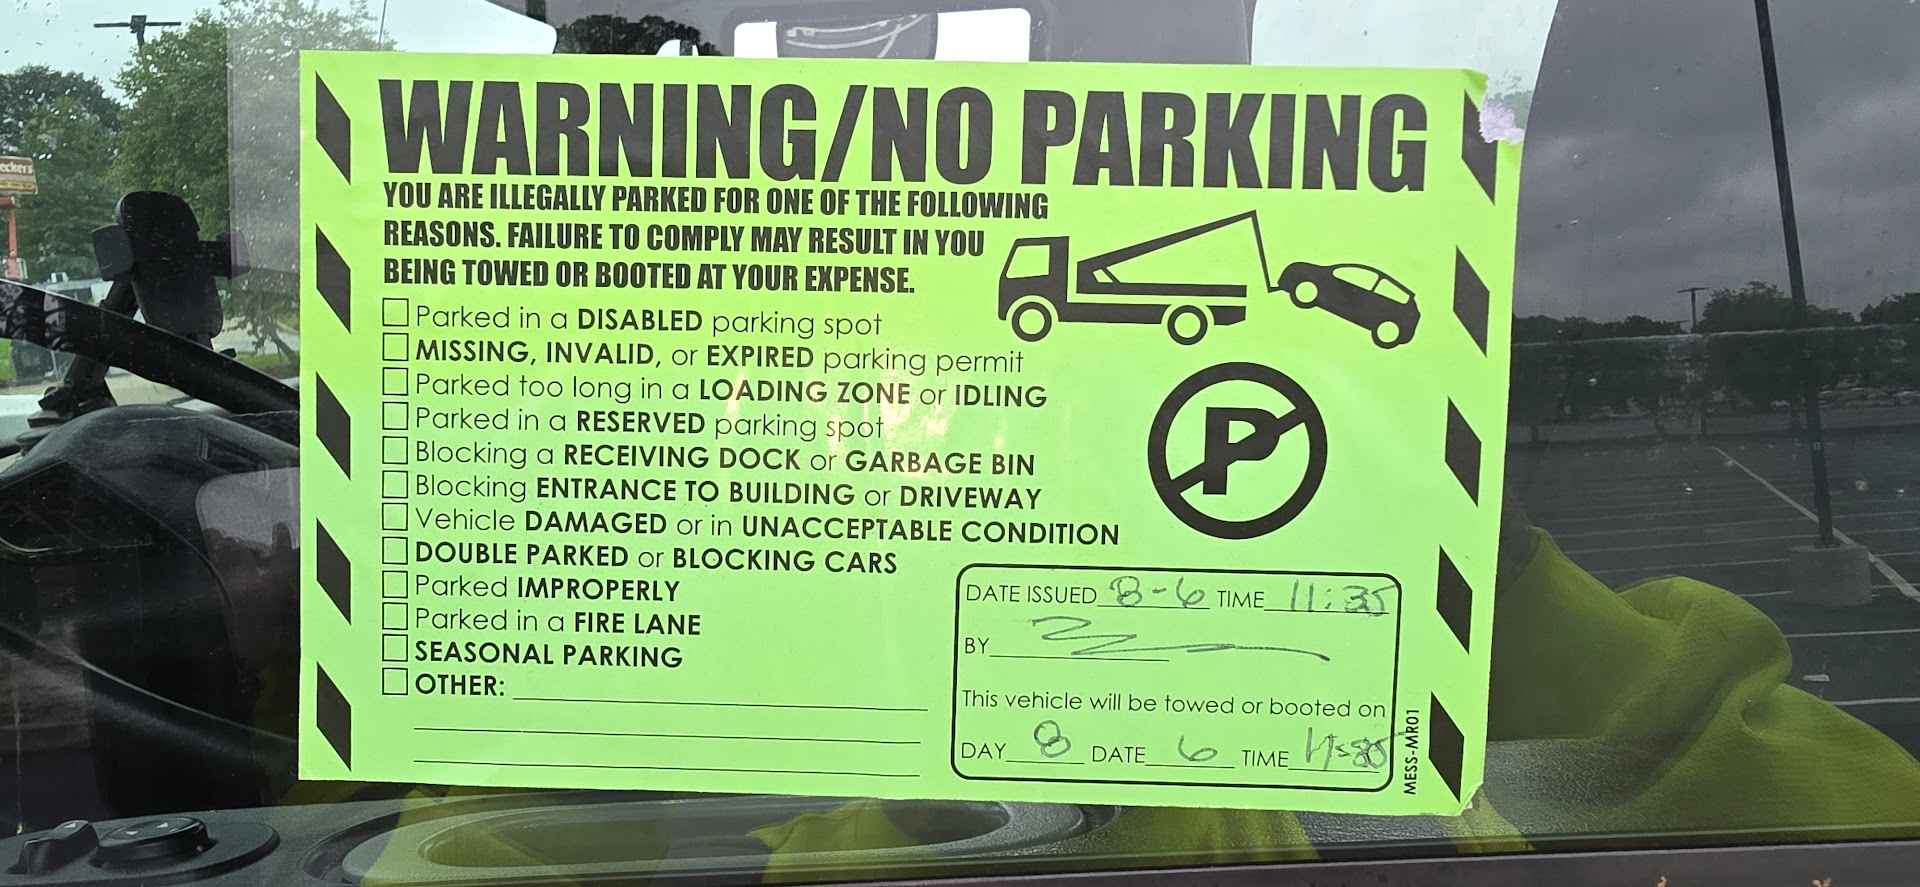 WARNING/NO PARKING
YOU ARE ILLEGALLY PARKED FOR ONE OF THE FOLLOWING
REASONS. FAILURE TO COMPLY MAY RESULT IN YOU
BEING TOWED OR BOOTED AT YOUR EXPENSE.
Parked in a DISABLED parking spot
MISSING, INVALID, or EXPIRED parking permit
Parked too long in a LOADING ZONE or IDLING
Parked in a RESERVED parking spot
Blocking a RECEIVING DOCK or GARBAGE BIN
Blocking ENTRANCE TO BUILDING or DRIVEWAY
Vehicle DAMAGED or in UNACCEPTABLE CONDITION
DOUBLE PARKED or BLOCKING CARS
Parked IMPROPERLY
Parked in a FIRE LANE
SEASONAL PARKING
OTHER:
P
DATE ISSUED 8-6 TIME 11:35
BY
This vehicle will be towed or booted on
DAY 8 DATE 6 TIME
MESS-MR01
eckers